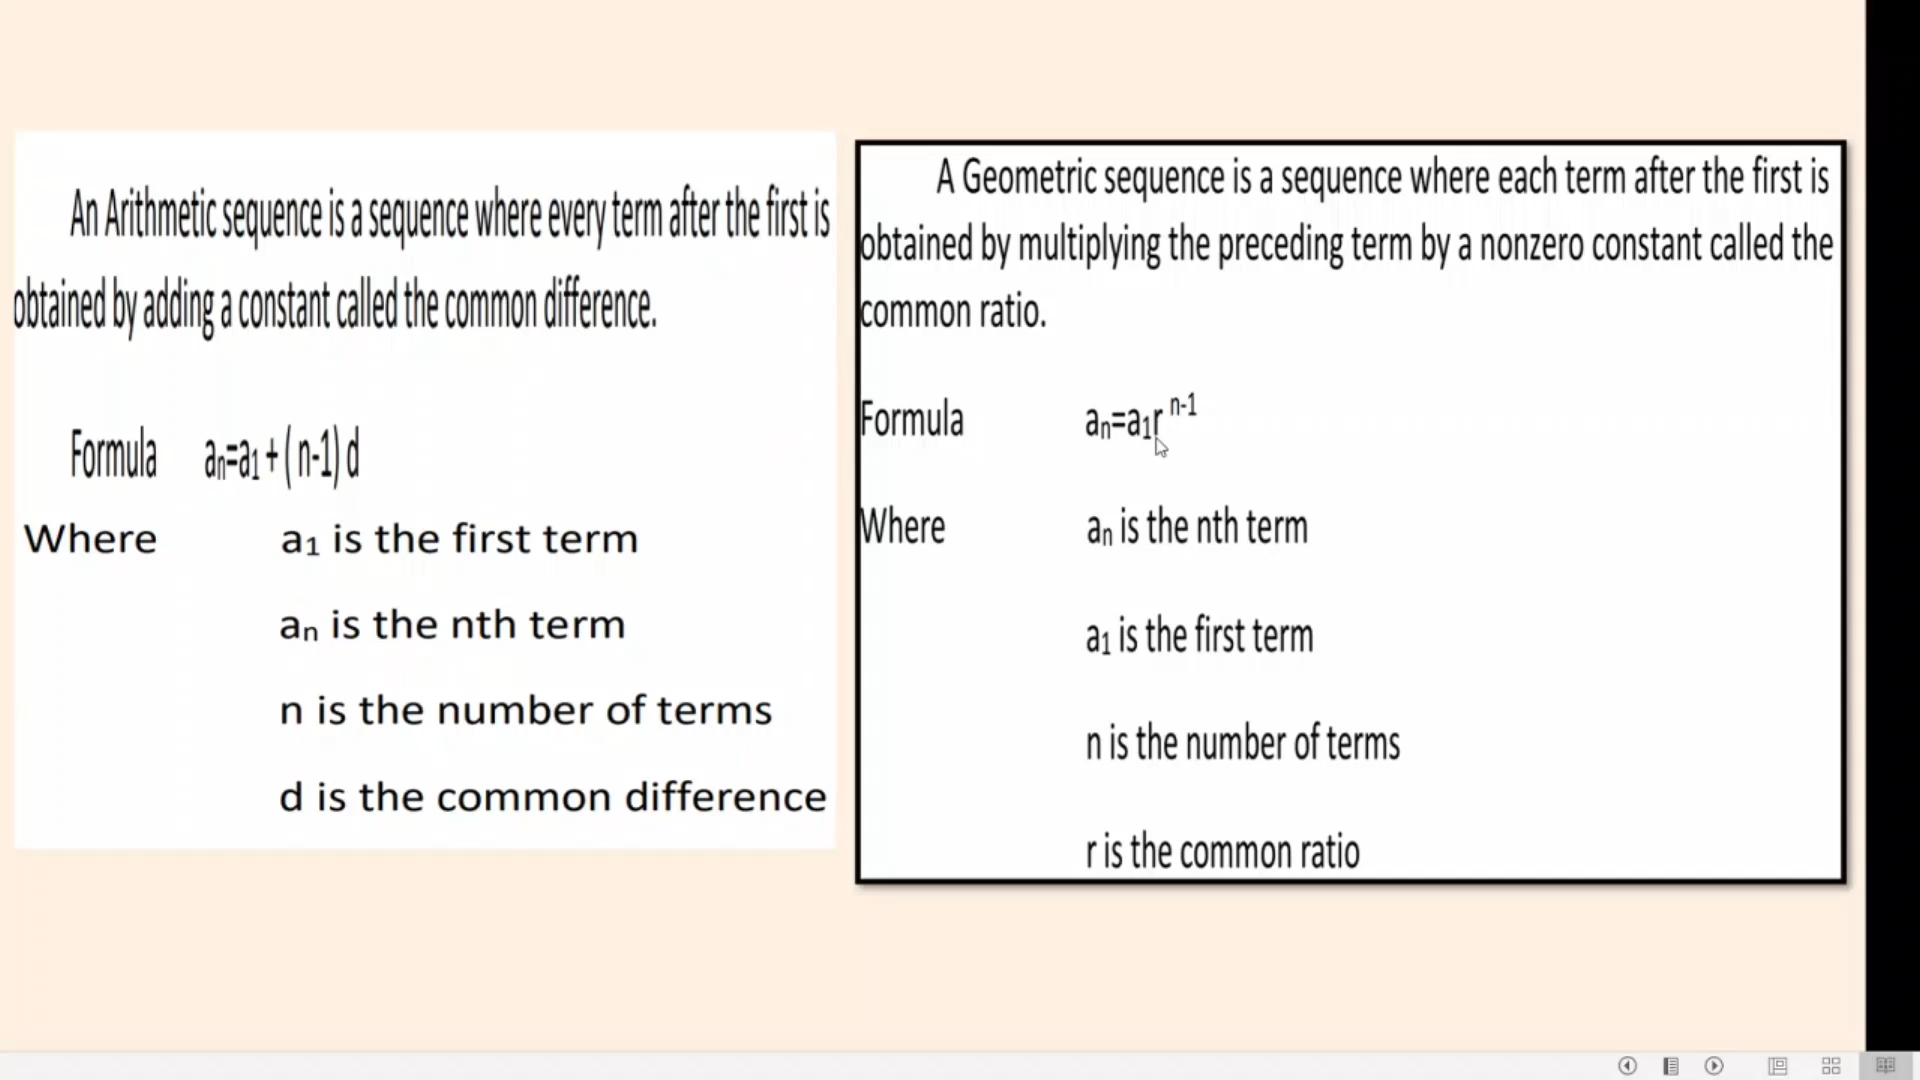 An Arithmetic sequence is a sequence where every term after the first is
obtained by adding a constant called the common difference.
Formula aₙ=a₁ + ( n-1) d
Where a₁ is the first term
aₙ is the nth term
n is the number of terms
d is the common difference
A Geometric sequence is a sequence where each term after the first is
obtained by multiplying the preceding term by a nonzero constant called the
common ratio.
Formula aₙ=a₁r ⁿ⁻¹
Where aₙ is the nth term
a₁ is the first term
n is the number of terms
r is the common ratio